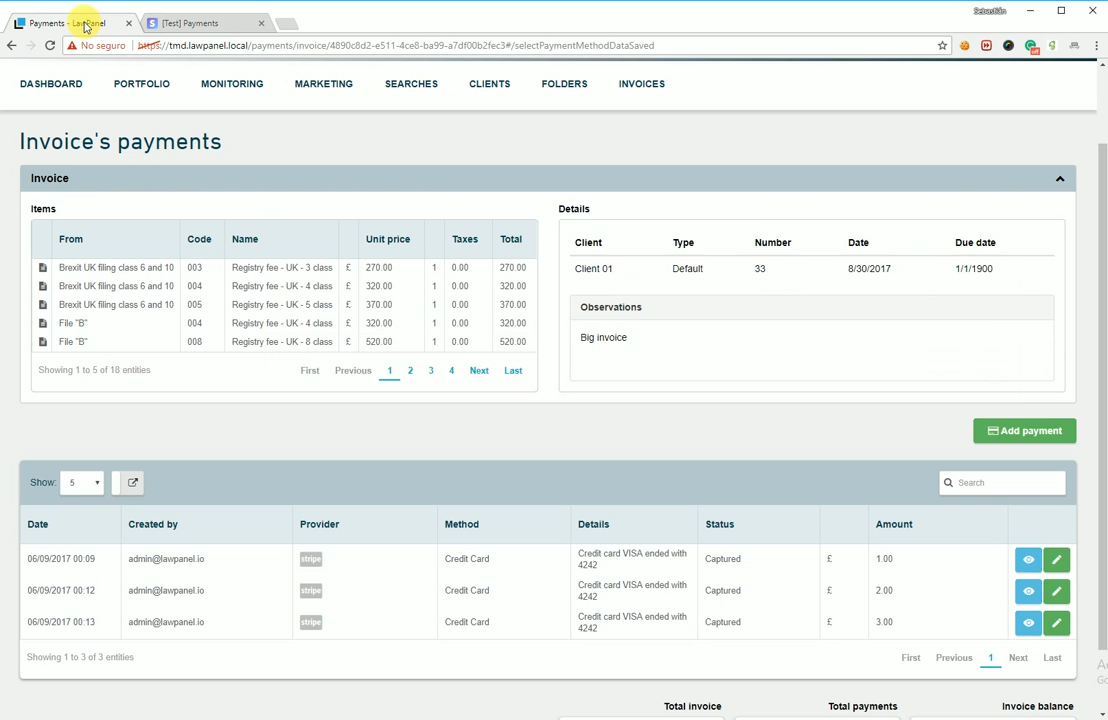 Payments - LawPanel
[Test] Payments
Sebastián
No seguro
https://tmd.lawpanel.local/payments/invoice/4890c8d2-e511-4ce8-ba99-a7df00b2fec3#/selectPaymentMethodDataSaved
DASHBOARD PORTFOLIO MONITORING MARKETING SEARCHES CLIENTS FOLDERS INVOICES
Invoice's payments
Invoice
Items
From Code Name Unit price Taxes Total
Brexit UK filing class 6 and 10 003 Registry fee - UK - 3 class £ 270.00 1 0.00 270.00
Brexit UK filing class 6 and 10 004 Registry fee - UK - 4 class £ 320.00 1 0.00 320.00
Brexit UK filing class 6 and 10 005 Registry fee - UK - 5 class £ 370.00 1 0.00 370.00
File "B" 004 Registry fee - UK - 4 class £ 320.00 1 0.00 320.00
File "B" 008 Registry fee - UK - 8 class £ 520.00 1 0.00 520.00
Showing 1 to 5 of 18 entities First Previous 1 2 3 4 Next Last
Details
Client Type Number Date Due date
Client 01 Default 33 8/30/2017 1/1/1900
Observations
Big invoice
Add payment
Show: 5 Search
Date Created by Provider Method Details Status Amount
06/09/2017 00:09 admin@lawpanel.io stripe Credit Card Credit card VISA ended with 4242 Captured £ 1.00
06/09/2017 00:12 admin@lawpanel.io stripe Credit Card Credit card VISA ended with 4242 Captured £ 2.00
06/09/2017 00:13 admin@lawpanel.io stripe Credit Card Credit card VISA ended with 4242 Captured £ 3.00
Showing 1 to 3 of 3 entities First Previous 1 Next Last
Total invoice Total payments Invoice balance